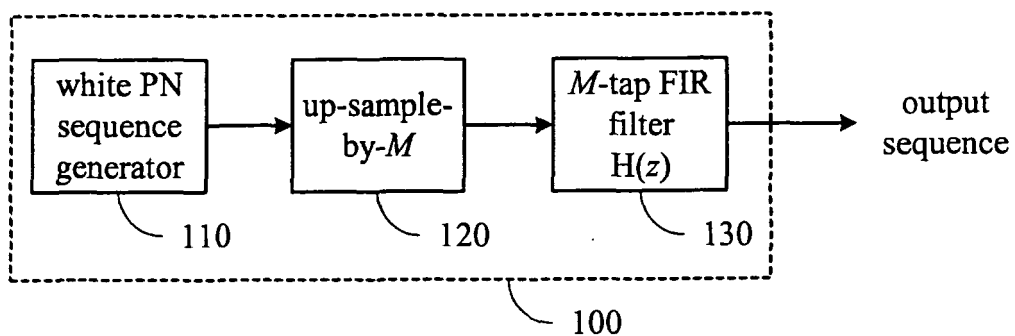 white PN
sequence
generator
up-sample-
by-M
M-tap FIR
filter
H(z)
output
sequence
110
120
130
100